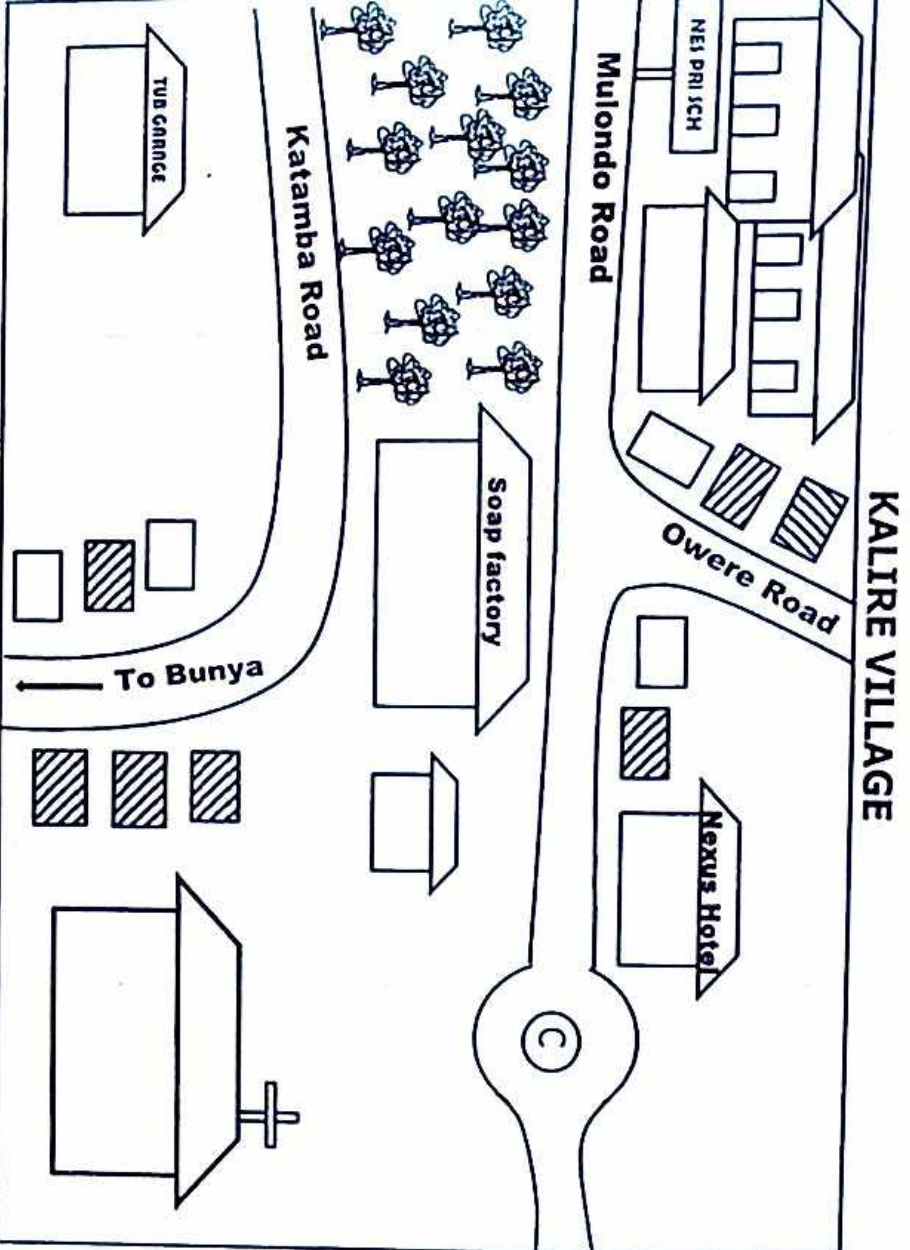 KALIRE VILLAGE
NES PRI SCH
Mulondo Road
Owere Road
Nexus Hotel
C
Soap factory
Katamba Road
TUB GARAGE
To Bunya